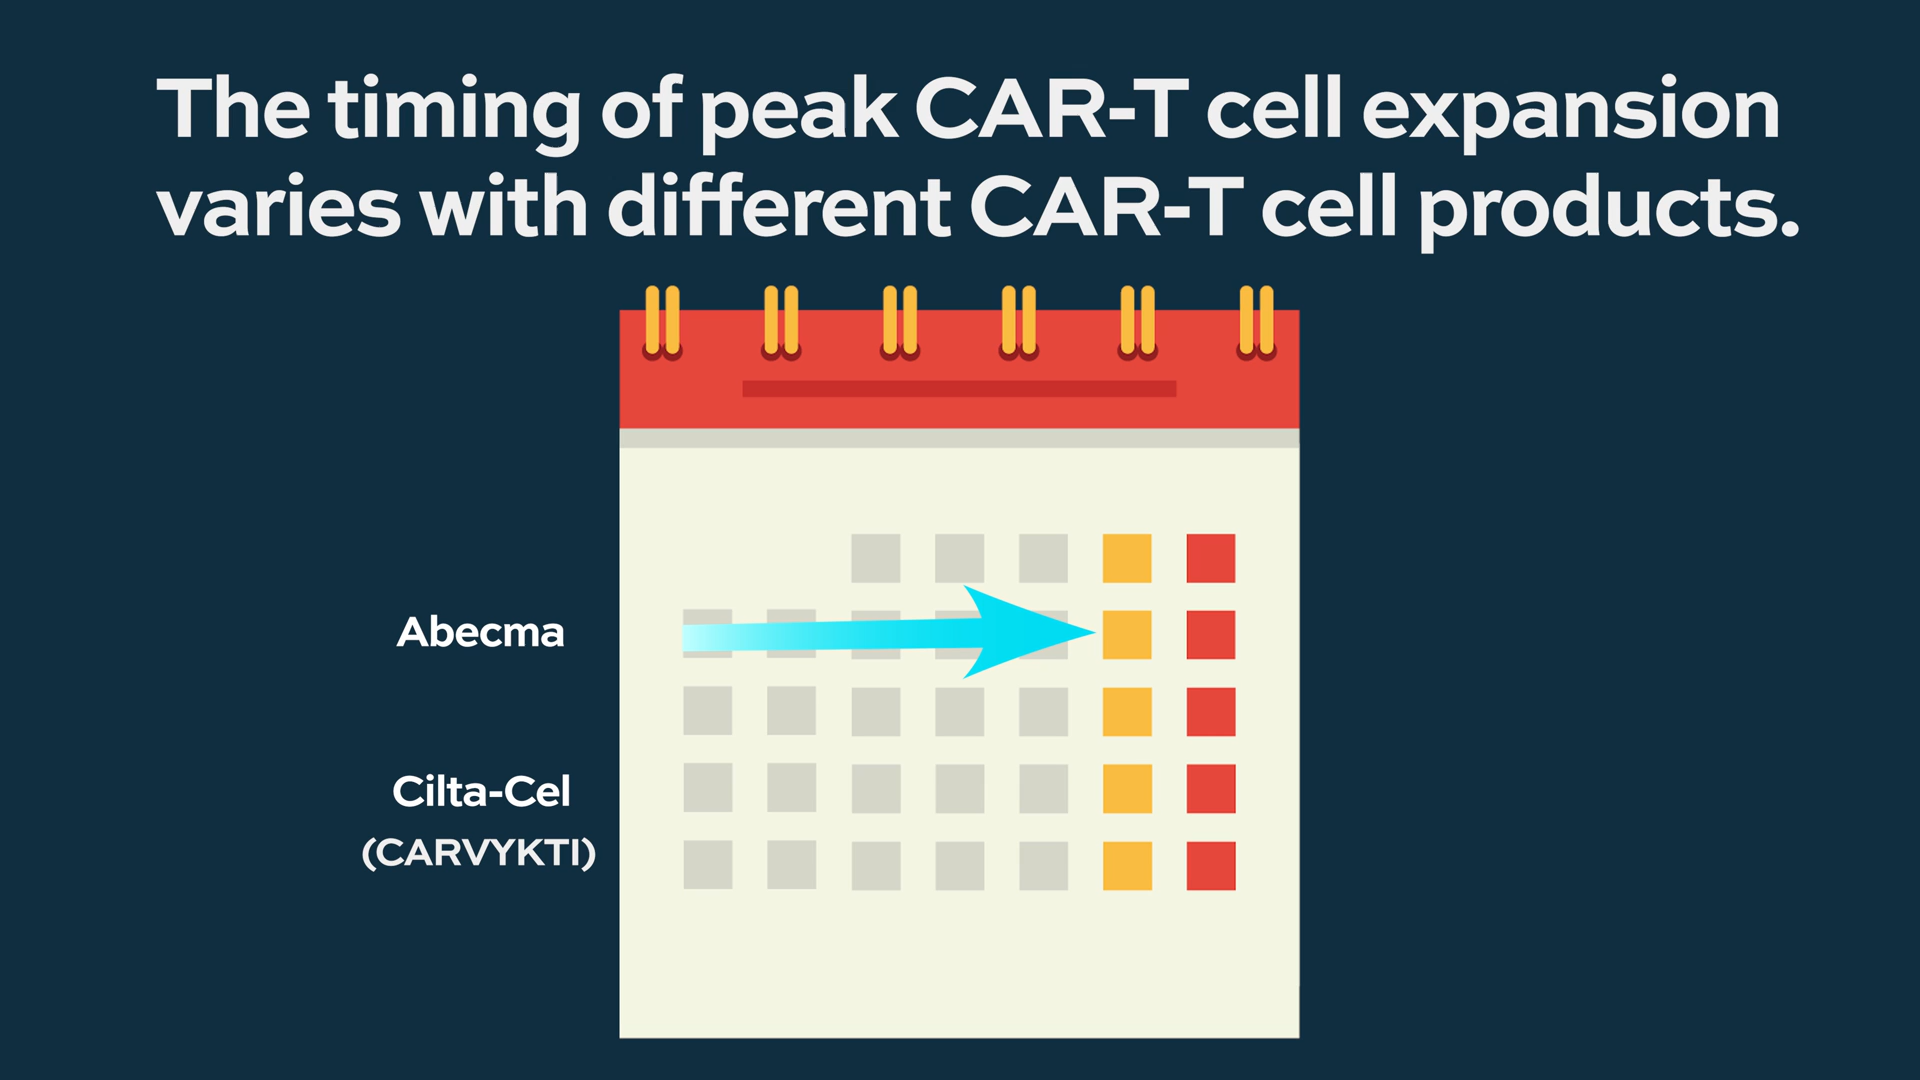 The timing of peak CAR-T cell expansion
varies with different CAR-T cell products.
Abecma
Cilta-Cel
(CARVYKTI)